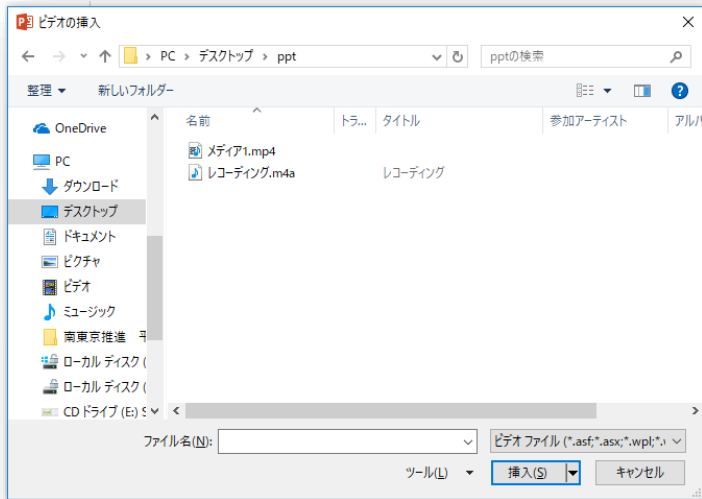 ビデオの挿入
PC › デスクトップ › ppt
pptの検索
整理
新しいフォルダー
名前 トラ... タイトル 参加アーティスト アルバ
メディア1.mp4
レコーディング.m4a レコーディング
OneDrive
PC
ダウンロード
デスクトップ
ドキュメント
ピクチャ
ビデオ
ミュージック
南東京推進 平
ローカル ディスク (
ローカル ディスク (
CD ドライブ (E:) S
ファイル名(N):
ビデオ ファイル (*.asf;*.asx;*.wpl;*.
ツール(L)
挿入(S)
キャンセル